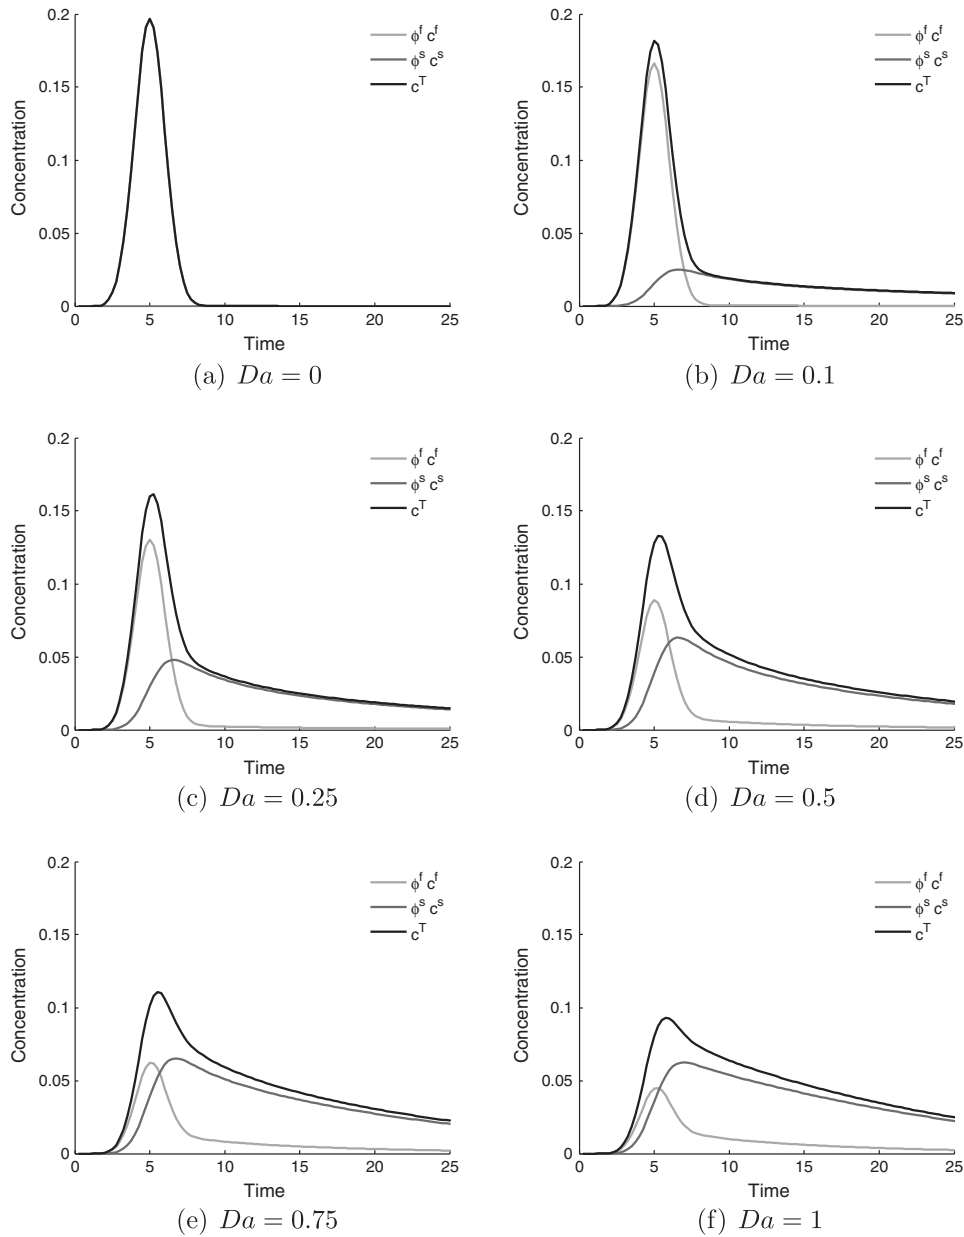 0.2
0.15
0.1
0.05
0
Concentration
ϕᶠ cᶠ
ϕˢ cˢ
cᵀ
0 5 10 15 20 25
Time
(a) Da = 0
0.2
0.15
0.1
0.05
0
Concentration
ϕᶠ cᶠ
ϕˢ cˢ
cᵀ
0 5 10 15 20 25
Time
(b) Da = 0.1
0.2
0.15
0.1
0.05
0
Concentration
ϕᶠ cᶠ
ϕˢ cˢ
cᵀ
0 5 10 15 20 25
Time
(c) Da = 0.25
0.2
0.15
0.1
0.05
0
Concentration
ϕᶠ cᶠ
ϕˢ cˢ
cᵀ
0 5 10 15 20 25
Time
(d) Da = 0.5
0.2
0.15
0.1
0.05
0
Concentration
ϕᶠ cᶠ
ϕˢ cˢ
cᵀ
0 5 10 15 20 25
Time
(e) Da = 0.75
0.2
0.15
0.1
0.05
0
Concentration
ϕᶠ cᶠ
ϕˢ cˢ
cᵀ
0 5 10 15 20 25
Time
(f) Da = 1